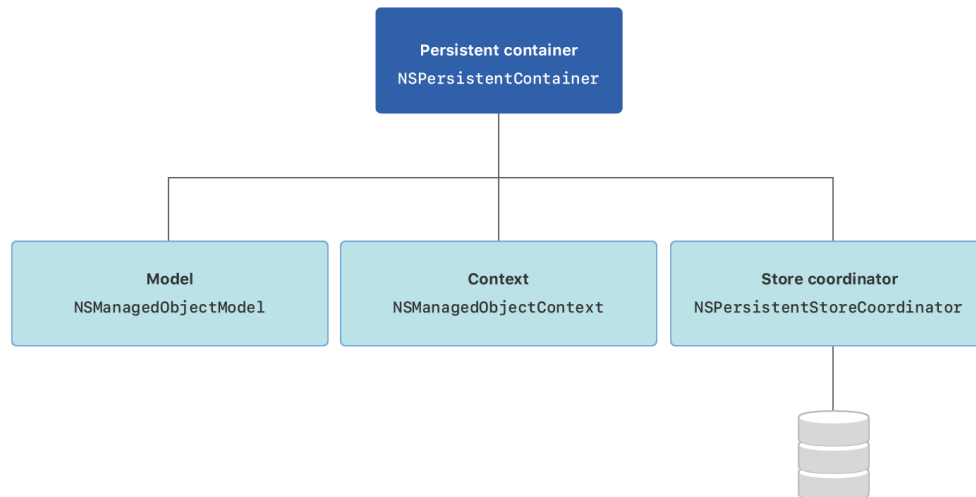 Persistent container
NSPersistentContainer
Model
NSManagedObjectModel
Context
NSManagedObjectContext
Store coordinator
NSPersistentStoreCoordinator